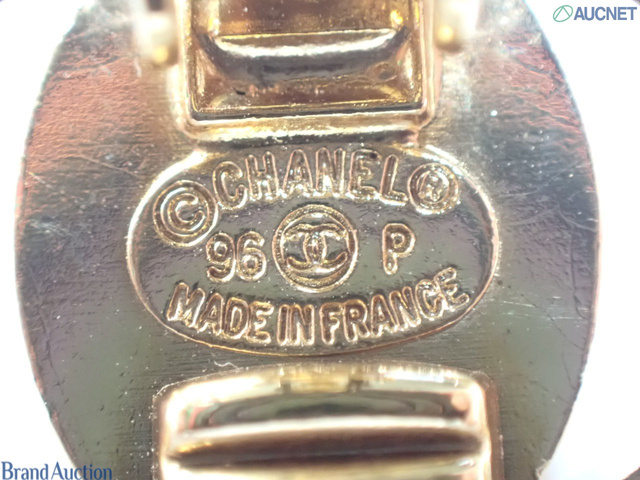 AUCNET
© CHANEL ®
96 P
MADE IN FRANCE
Brand Auction